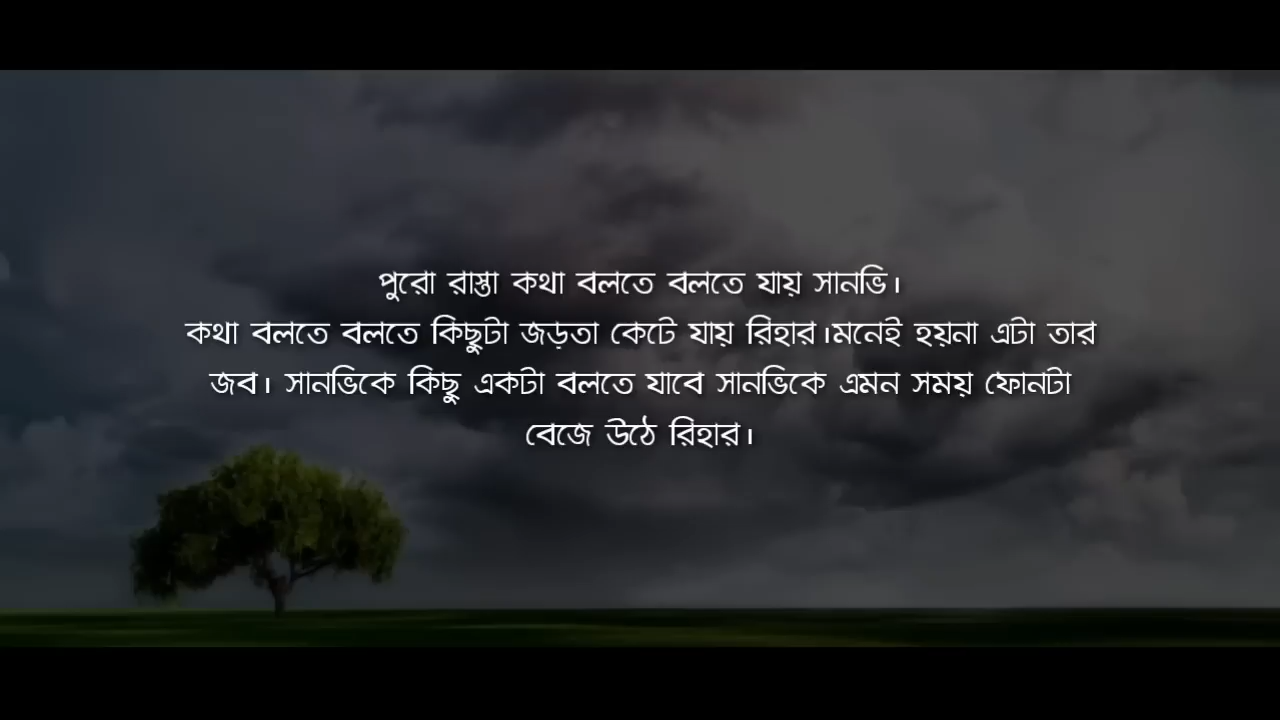 পুরো রাস্তা কথা বলতে বলতে যায় সানভি।
কথা বলতে বলতে কিছুটা জড়তা কেটে যায় রিহার।মনেই হয়না এটা তার
জব। সানভিকে কিছু একটা বলতে যাবে সানভিকে এমন সময় ফোনটা
বেজে উঠে রিহার।